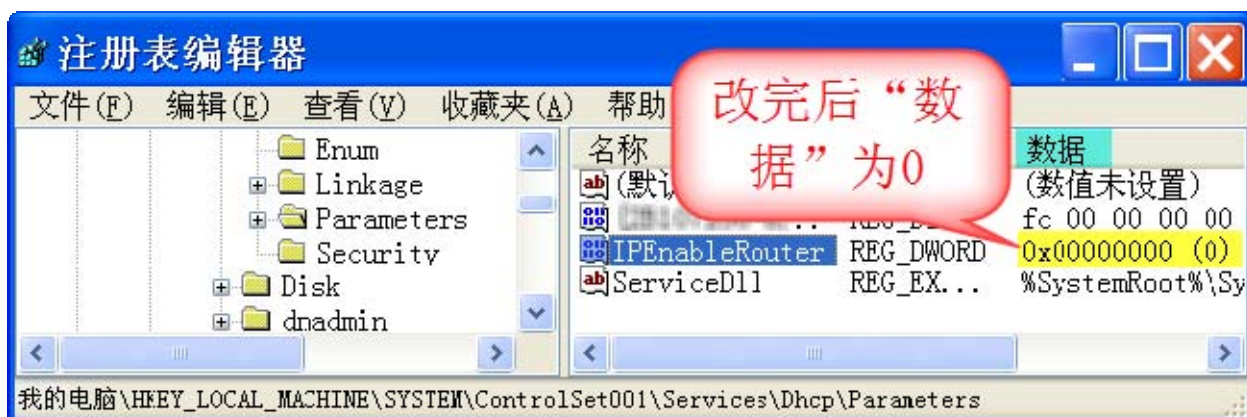 注册表编辑器
文件(F) 编辑(E) 查看(V) 收藏夹(A) 帮助
改完后“数
据”为0
Enum
Linkage
Parameters
Security
Disk
dnadmin
名称 数据
(默认 (数值未设置)
fc 00 00 00 00
IPEnableRouter REG_DWORD 0x00000000 (0)
ServiceDll REG_EX... %SystemRoot%\Sy
我的电脑\HKEY_LOCAL_MACHINE\SYSTEM\ControlSet001\Services\Dhcp\Parameters